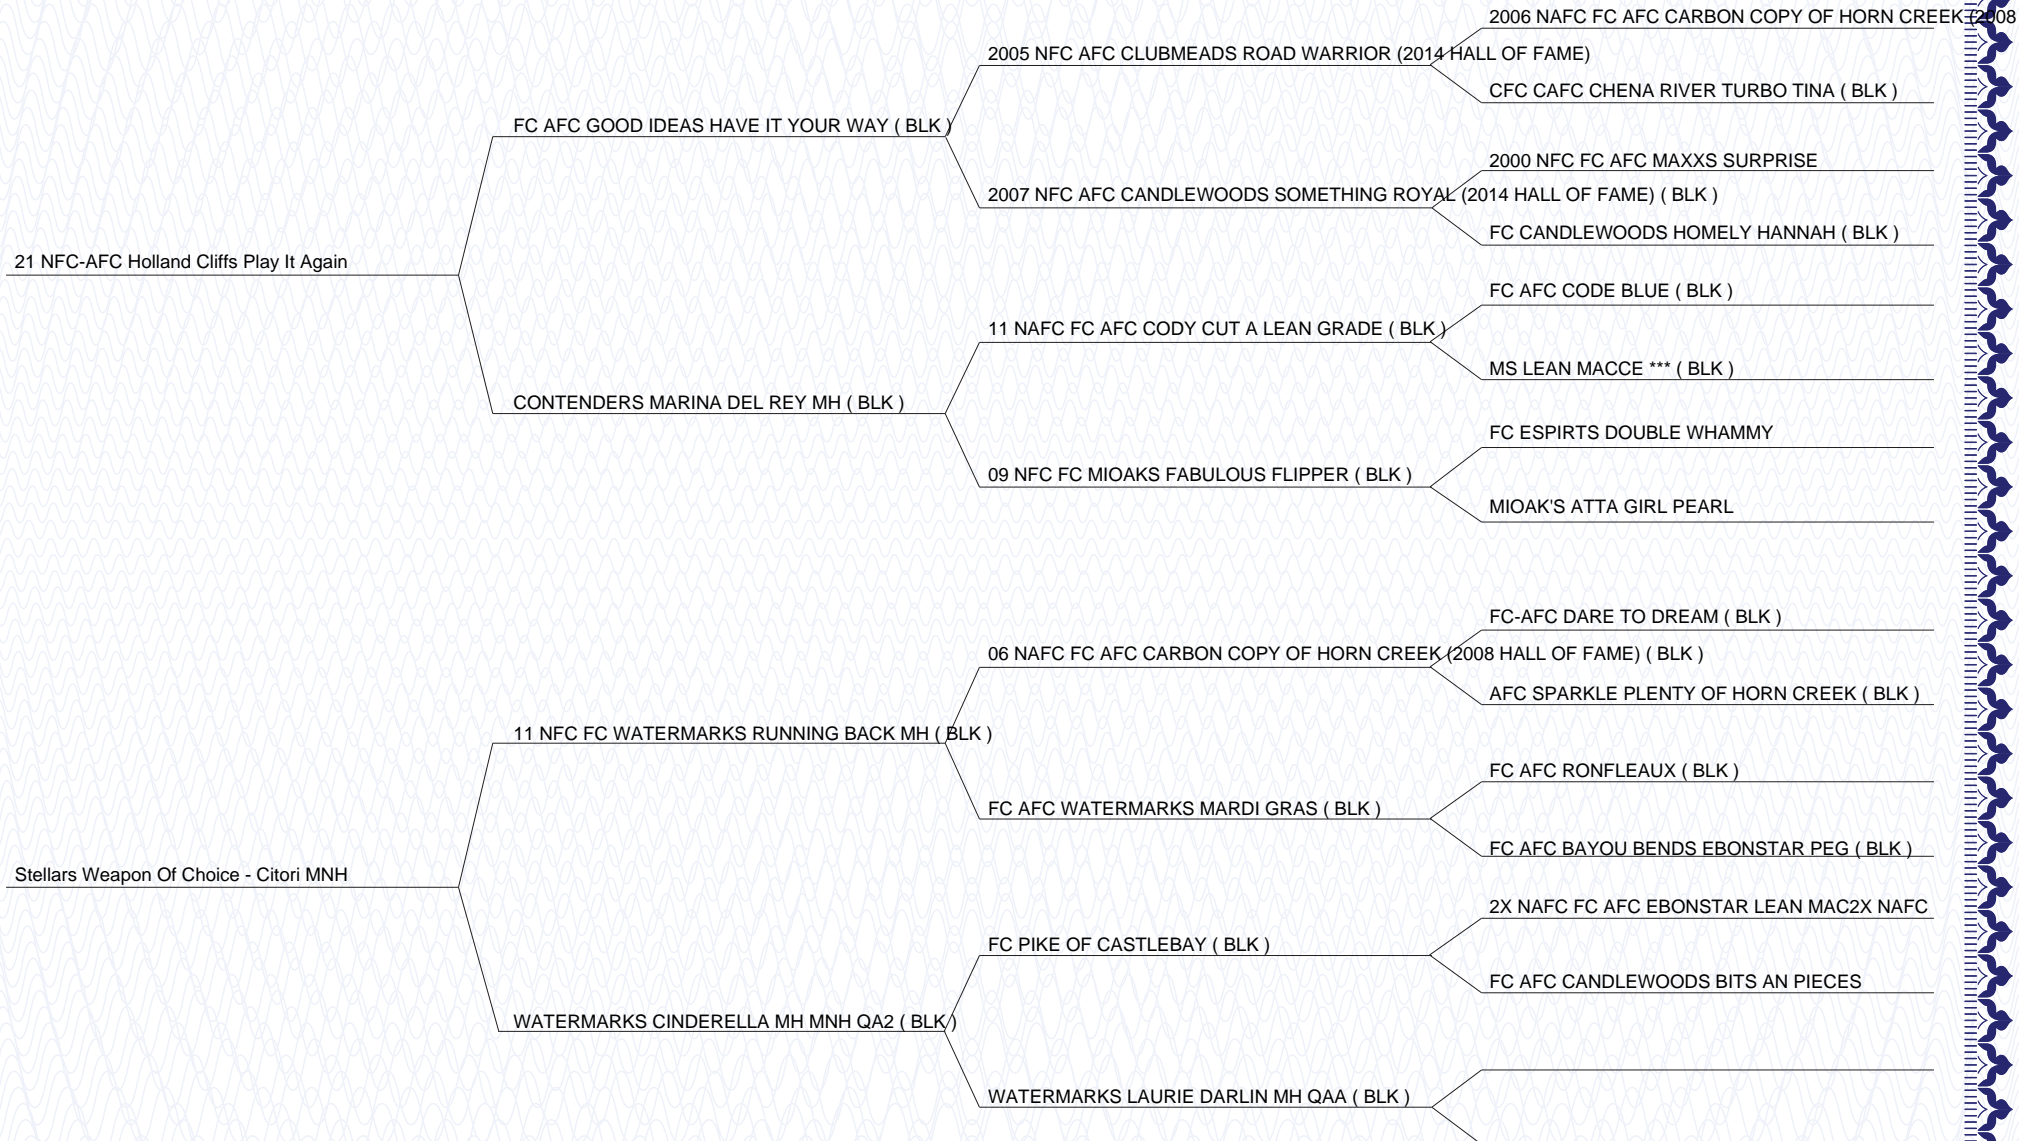 2006 NAFC FC AFC CARBON COPY OF HORN CREEK (2008
2005 NFC AFC CLUBMEADS ROAD WARRIOR (2014 HALL OF FAME)
CFC CAFC CHENA RIVER TURBO TINA ( BLK )
FC AFC GOOD IDEAS HAVE IT YOUR WAY ( BLK )
2000 NFC FC AFC MAXXS SURPRISE
2007 NFC AFC CANDLEWOODS SOMETHING ROYAL (2014 HALL OF FAME) ( BLK )
FC CANDLEWOODS HOMELY HANNAH ( BLK )
21 NFC-AFC Holland Cliffs Play It Again
FC AFC CODE BLUE ( BLK )
11 NAFC FC AFC CODY CUT A LEAN GRADE ( BLK )
MS LEAN MACCE *** ( BLK )
CONTENDERS MARINA DEL REY MH ( BLK )
FC ESPIRTS DOUBLE WHAMMY
09 NFC FC MIOAKS FABULOUS FLIPPER ( BLK )
MIOAK'S ATTA GIRL PEARL
FC-AFC DARE TO DREAM ( BLK )
06 NAFC FC AFC CARBON COPY OF HORN CREEK (2008 HALL OF FAME) ( BLK )
AFC SPARKLE PLENTY OF HORN CREEK ( BLK )
11 NFC FC WATERMARKS RUNNING BACK MH ( BLK )
FC AFC RONFLEAUX ( BLK )
FC AFC WATERMARKS MARDI GRAS ( BLK )
FC AFC BAYOU BENDS EBONSTAR PEG ( BLK )
Stellars Weapon Of Choice - Citori MNH
2X NAFC FC AFC EBONSTAR LEAN MAC2X NAFC
FC PIKE OF CASTLEBAY ( BLK )
FC AFC CANDLEWOODS BITS AN PIECES
WATERMARKS CINDERELLA MH MNH QA2 ( BLK )
WATERMARKS LAURIE DARLIN MH QAA ( BLK )